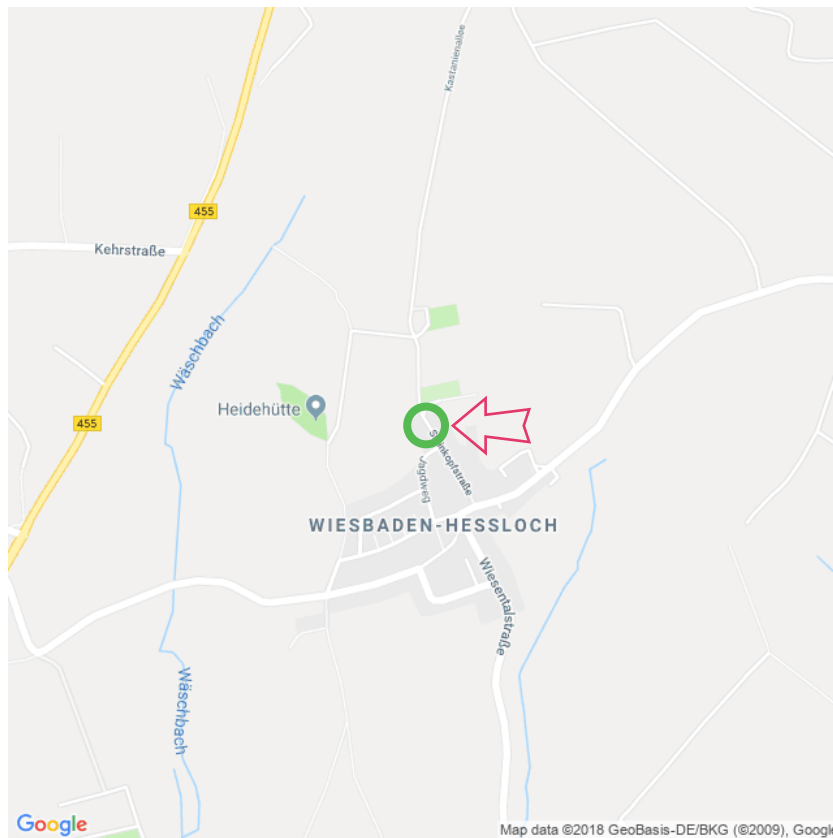 Kastanienallee
455
Kehrstraße
Wäschbach
Heidehütte
455
Jagdweg
WIESBADEN-HESSLOCH
Wiesentalstraße
Wäschbach
Google
Map data ©2018 GeoBasis-DE/BKG (©2009), Google